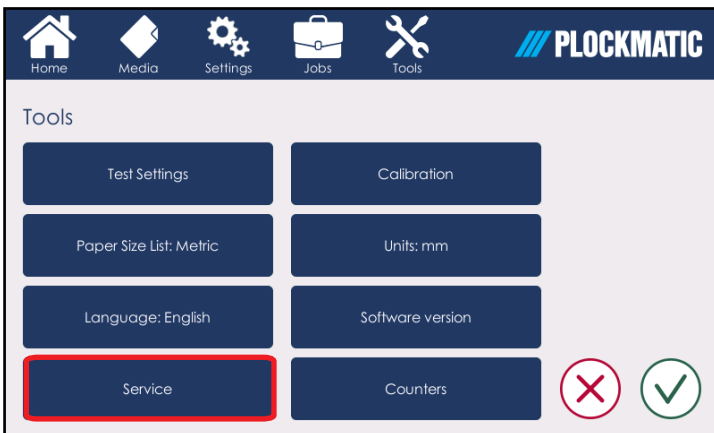 Home Media Settings Jobs Tools PLOCKMATIC
Tools
Test Settings Calibration
Paper Size List: Metric Units: mm
Language: English Software version
Service Counters